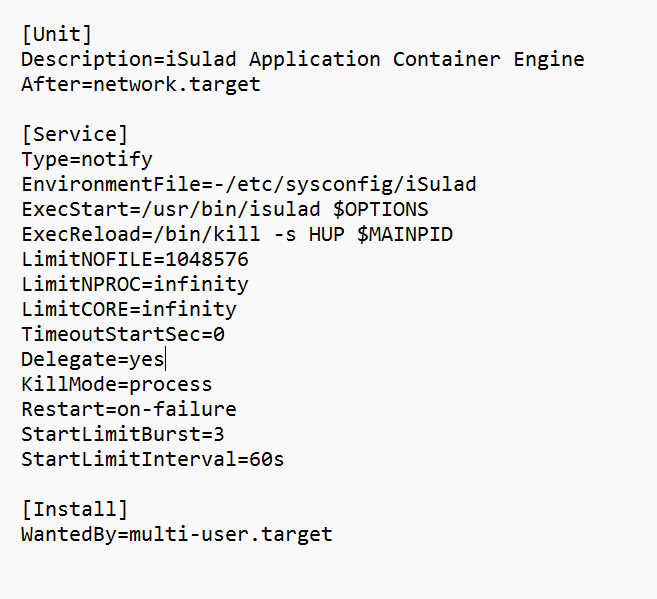 [Unit]
Description=iSulad Application Container Engine
After=network.target
[Service]
Type=notify
EnvironmentFile=-/etc/sysconfig/iSulad
ExecStart=/usr/bin/isulad $OPTIONS
ExecReload=/bin/kill -s HUP $MAINPID
LimitNOFILE=1048576
LimitNPROC=infinity
LimitCORE=infinity
TimeoutStartSec=0
Delegate=yes
KillMode=process
Restart=on-failure
StartLimitBurst=3
StartLimitInterval=60s
[Install]
WantedBy=multi-user.target